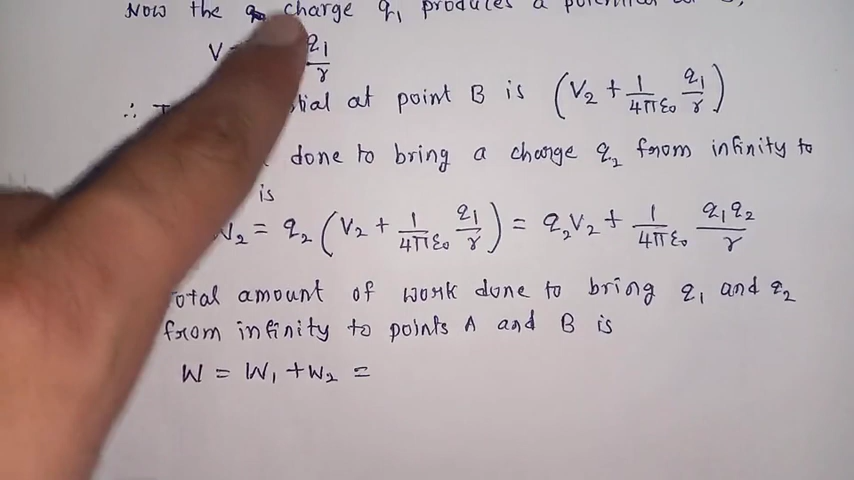 Now the charge q₁ produces a
V = q₁/r
∴ at point B is (V₂ + 1/4πε₀ q₁/r)
done to bring a charge q₂ from infinity to
is
W₂ = q₂ (V₂ + 1/4πε₀ q₁/r) = q₂V₂ + 1/4πε₀ q₁q₂/r
Total amount of work done to bring q₁ and q₂
from infinity to points A and B is
W = W₁ + W₂ =